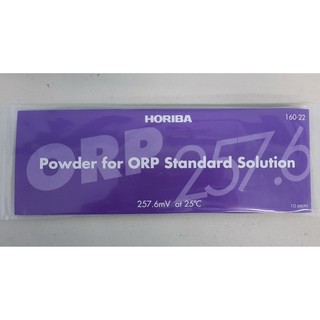 HORIBA
160-22
ORP
Powder for ORP Standard Solution
257.6
257.6mV at 25℃